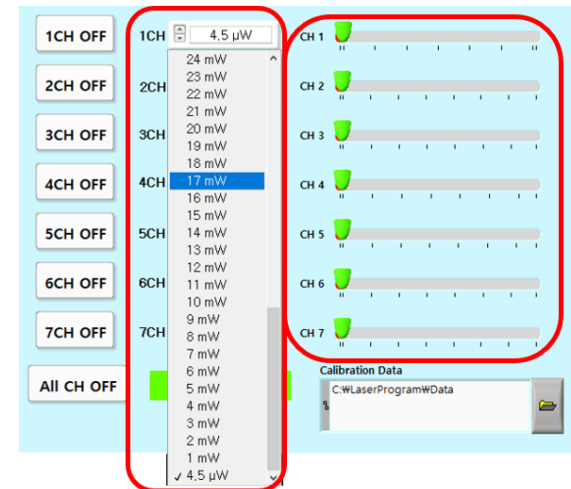 1CH OFF
2CH OFF
3CH OFF
4CH OFF
5CH OFF
6CH OFF
7CH OFF
All CH OFF
1CH 4,5 µW
2CH
3CH
4CH
5CH
6CH
7CH
24 mW
23 mW
22 mW
21 mW
20 mW
19 mW
18 mW
17 mW
16 mW
15 mW
14 mW
13 mW
12 mW
11 mW
10 mW
9 mW
8 mW
7 mW
6 mW
5 mW
4 mW
3 mW
2 mW
1 mW
✓ 4,5 µW
CH 1
CH 2
CH 3
CH 4
CH 5
CH 6
CH 7
Calibration Data
C:₩LaserProgram₩Data